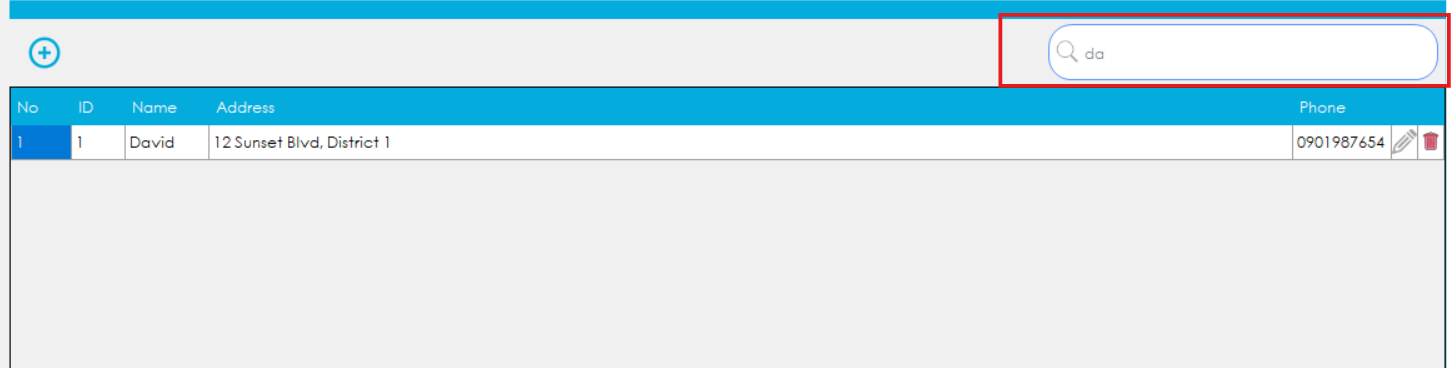 da
No ID Name Address Phone
1 1 David 12 Sunset Blvd, District 1 0901987654